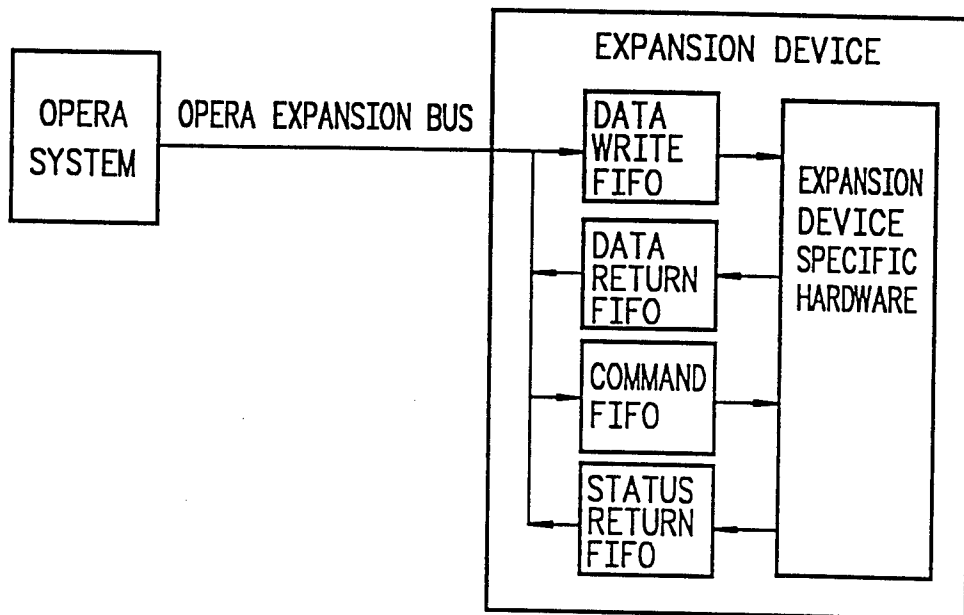 EXPANSION DEVICE
OPERA
SYSTEM
OPERA EXPANSION BUS
DATA
WRITE
FIFO
DATA
RETURN
FIFO
COMMAND
FIFO
STATUS
RETURN
FIFO
EXPANSION
DEVICE
SPECIFIC
HARDWARE